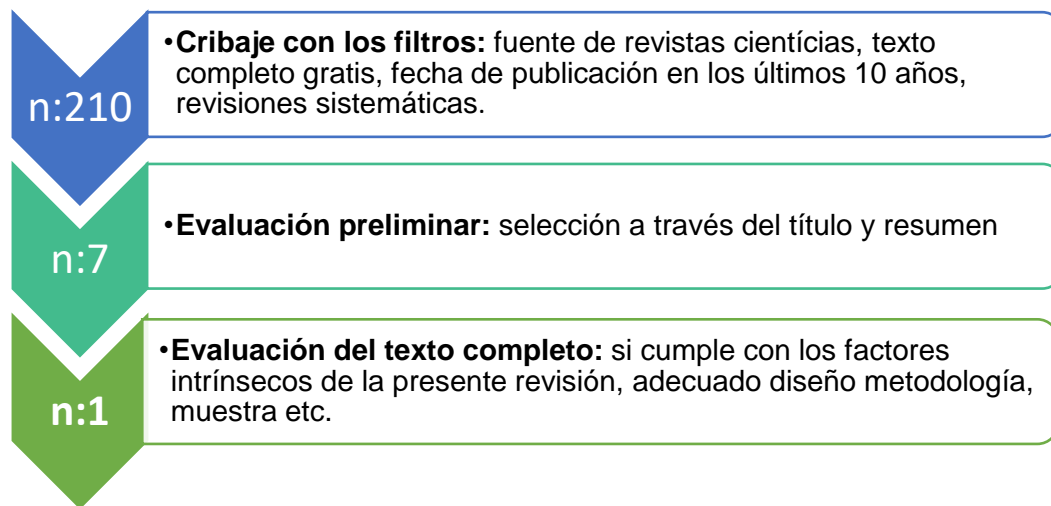 n:210
•Cribaje con los filtros: fuente de revistas cientícias, texto
completo gratis, fecha de publicación en los últimos 10 años,
revisiones sistemáticas.
n:7
•Evaluación preliminar: selección a través del título y resumen
n:1
•Evaluación del texto completo: si cumple con los factores
intrínsecos de la presente revisión, adecuado diseño metodología,
muestra etc.